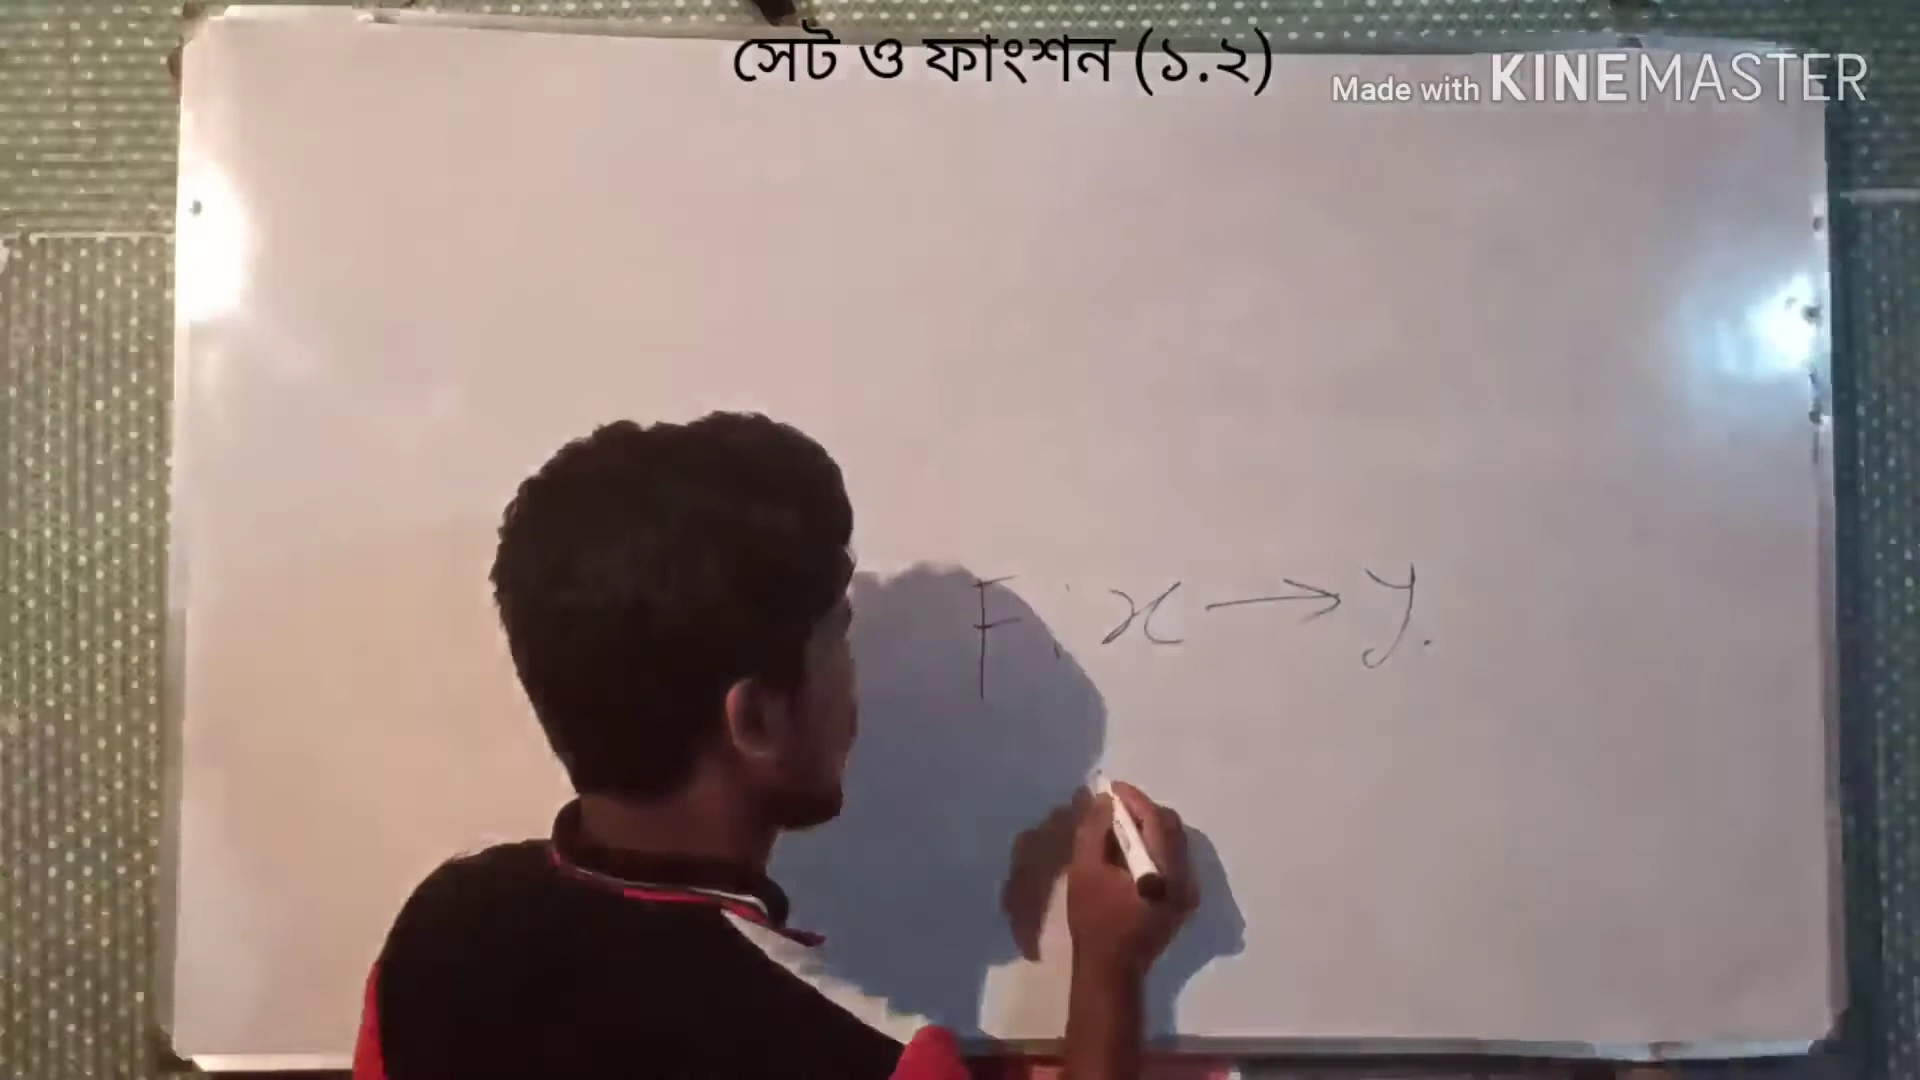 সেট ও ফাংশন (১.২)
Made with KINEMASTER
F : x → y.